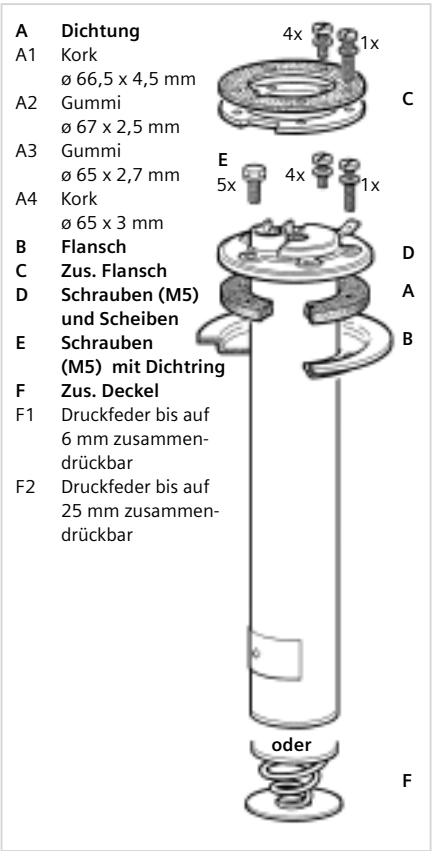 A Dichtung
A1 Kork
ø 66,5 x 4,5 mm
A2 Gummi
ø 67 x 2,5 mm
A3 Gummi
ø 65 x 2,7 mm
A4 Kork
ø 65 x 3 mm
B Flansch
C Zus. Flansch
D Schrauben (M5)
und Scheiben
E Schrauben
(M5) mit Dichtring
F Zus. Deckel
F1 Druckfeder bis auf
6 mm zusammen-
drückbar
F2 Druckfeder bis auf
25 mm zusammen-
drückbar
4x
1x
C
E
5x
4x
1x
D
A
B
oder
F